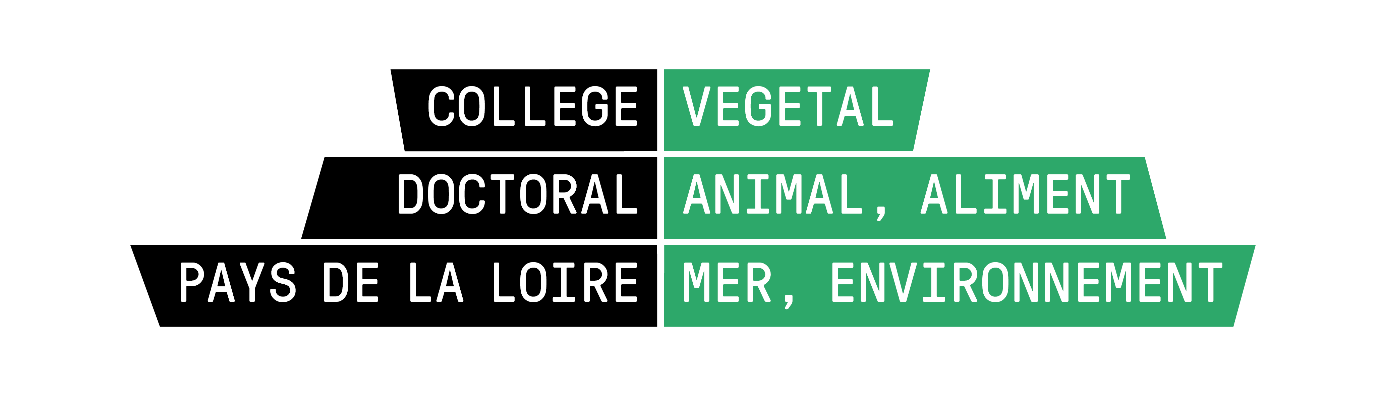 COLLEGE VEGETAL
DOCTORAL ANIMAL, ALIMENT
PAYS DE LA LOIRE MER, ENVIRONNEMENT